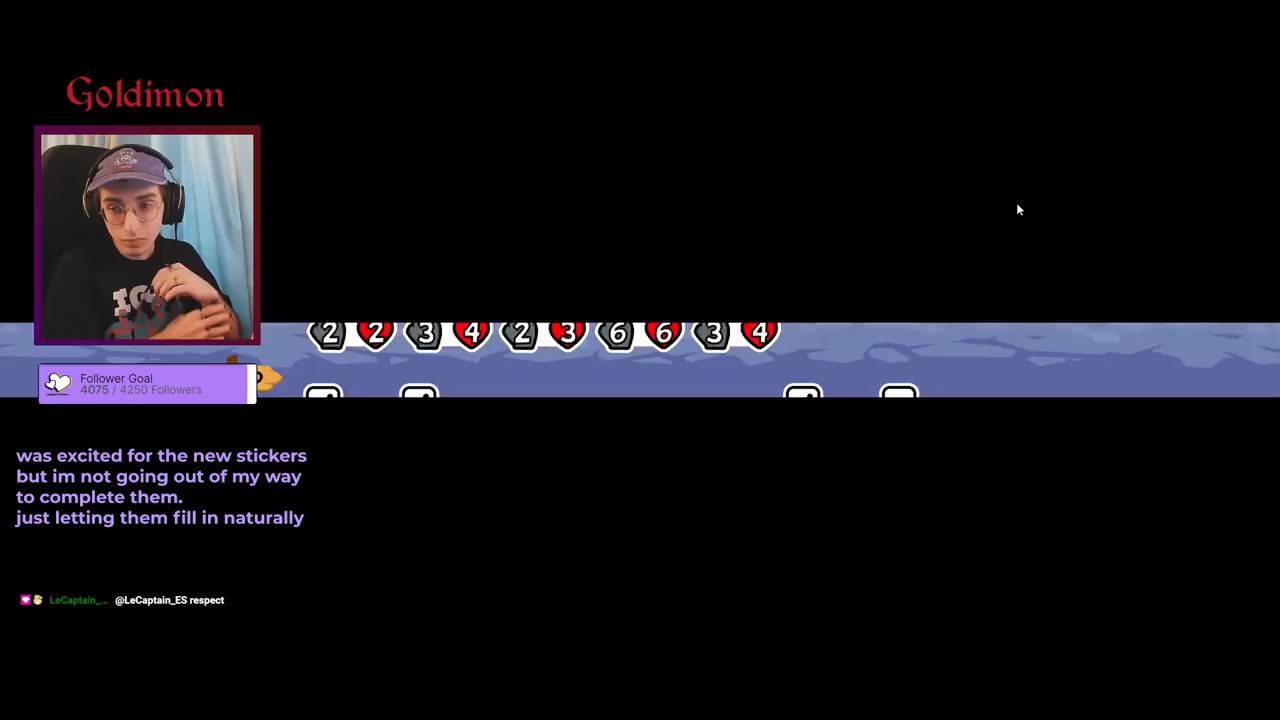 Goldimon
2 2 3 4 2 3 6 6 3 4
Follower Goal
4075 / 4250 Followers
was excited for the new stickers
but im not going out of my way
to complete them.
just letting them fill in naturally
LeCaptain_... @LeCaptain_ES respect